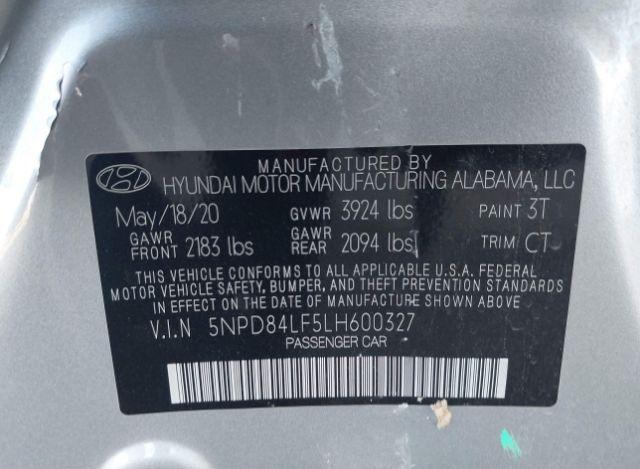 MANUFACTURED BY
HYUNDAI MOTOR MANUFACTURING ALABAMA, LLC
May/18/20 GVWR 3924 lbs PAINT 3T
GAWR FRONT 2183 lbs GAWR REAR 2094 lbs TRIM CT
THIS VEHICLE CONFORMS TO ALL APPLICABLE U.S.A. FEDERAL
MOTOR VEHICLE SAFETY, BUMPER, AND THEFT PREVENTION STANDARDS
IN EFFECT ON THE DATE OF MANUFACTURE SHOWN ABOVE.
V.I.N 5NPD84LF5LH600327
PASSENGER CAR